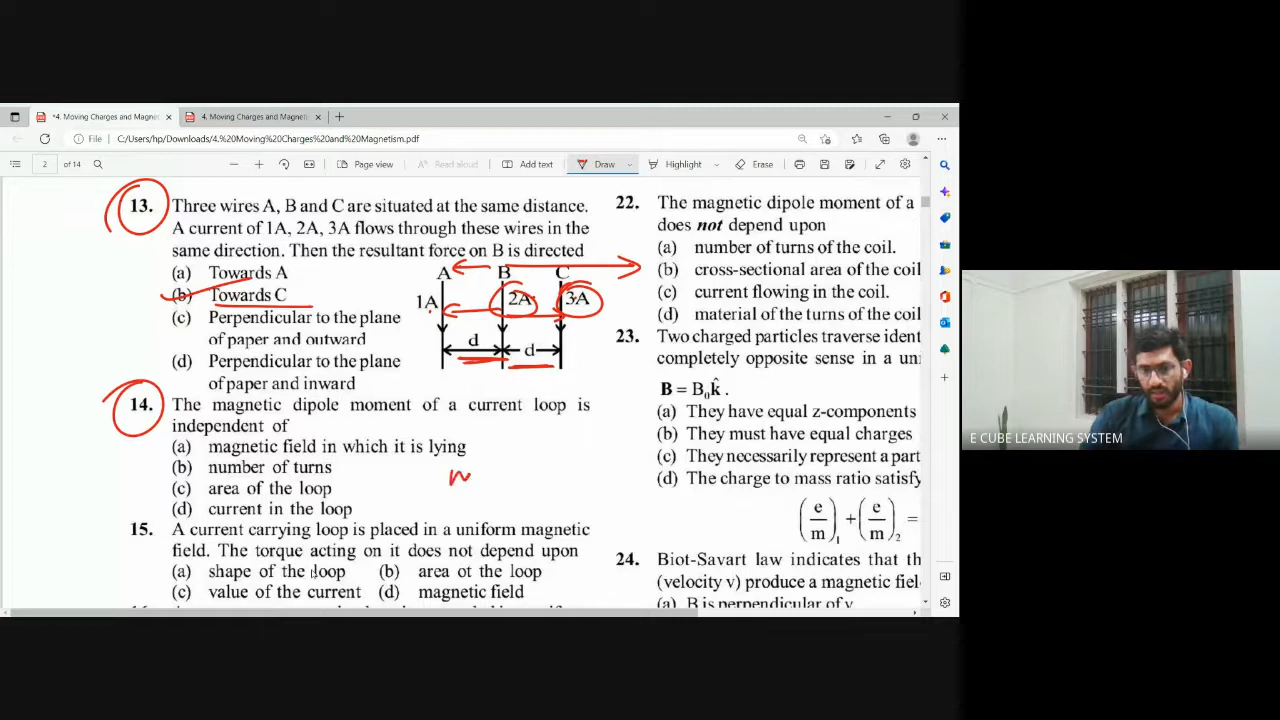 *4. Moving Charges and Magnet
4. Moving Charges and Magneti
File
C:/Users/hp/Downloads/4.%20Moving%20Charges%20and%20Magnetism.pdf
2 of 14
Page view
Read aloud
Add text
Draw
Highlight
Erase
13. Three wires A, B and C are situated at the same distance.
A current of 1A, 2A, 3A flows through these wires in the
same direction. Then the resultant force on B is directed
(a) Towards A
(b) Towards C
(c) Perpendicular to the plane
of paper and outward
(d) Perpendicular to the plane
of paper and inward
A B C
1A 2A 3A
d d
14. The magnetic dipole moment of a current loop is
independent of
(a) magnetic field in which it is lying
(b) number of turns
(c) area of the loop
(d) current in the loop
15. A current carrying loop is placed in a uniform magnetic
field. The torque acting on it does not depend upon
(a) shape of the loop (b) area of the loop
(c) value of the current (d) magnetic field
22. The magnetic dipole moment of a
does not depend upon
(a) number of turns of the coil.
(b) cross-sectional area of the coil
(c) current flowing in the coil.
(d) material of the turns of the coil
23. Two charged particles traverse ident
completely opposite sense in a uni
B = B₀k̂ .
(a) They have equal z-components
(b) They must have equal charges
(c) They necessarily represent a part
(d) The charge to mass ratio satisfy
(e/m)₁ + (e/m)₂ =
24. Biot-Savart law indicates that th
(velocity v) produce a magnetic fiel
(a) B is perpendicular of v
E CUBE LEARNING SYSTEM